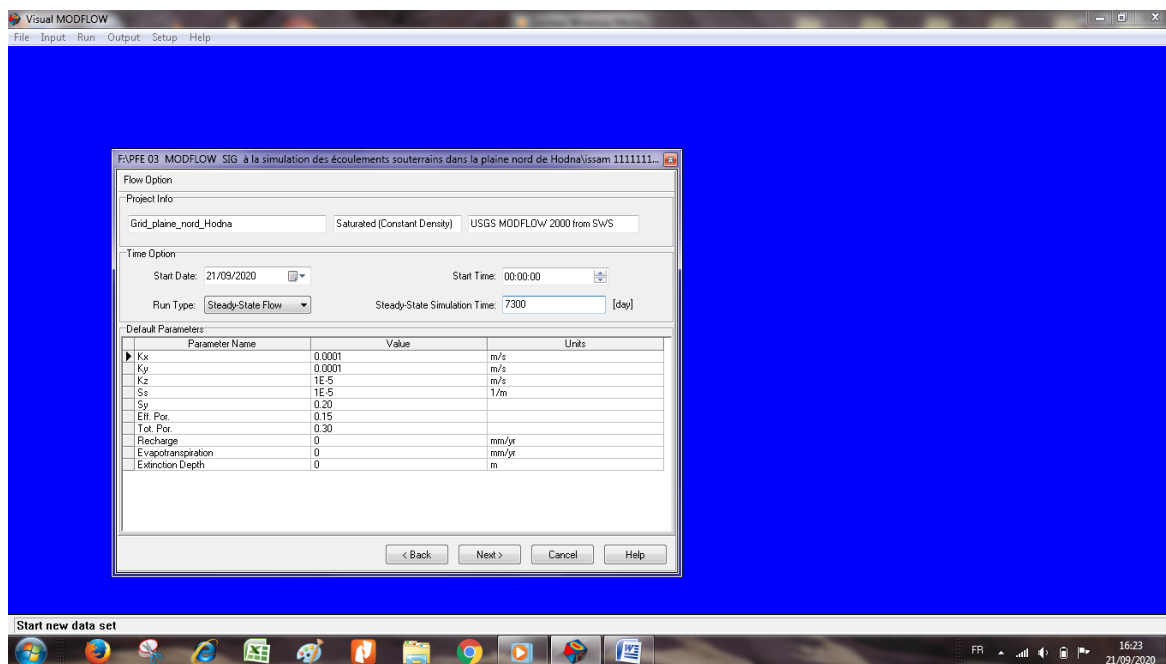 Visual MODFLOW
File Input Run Output Setup Help
F:\PFE 03 MODFLOW SIG à la simulation des écoulements souterrains dans la plaine nord de Hodna\issam 1111111...
Flow Option
Project Info
Grid_plaine_nord_Hodna Saturated (Constant Density) USGS MODFLOW 2000 from SWS
Time Option
Start Date: 21/09/2020 Start Time: 00:00:00
Run Type: Steady-State Flow Steady-State Simulation Time: 7300 [day]
Default Parameters
Parameter Name Value Units
Kx 0.0001 m/s
Ky 0.0001 m/s
Kz 1E-5 m/s
Ss 1E-5 1/m
Sy 0.20
Eff. Por. 0.15
Tot. Por. 0.30
Recharge 0 mm/yr
Evapotranspiration 0 mm/yr
Extinction Depth 0 m
< Back Next > Cancel Help
Start new data set
FR 16:23
21/09/2020